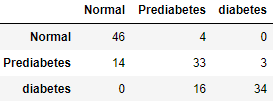 Normal Prediabetes diabetes
Normal 46 4 0
Prediabetes 14 33 3
diabetes 0 16 34